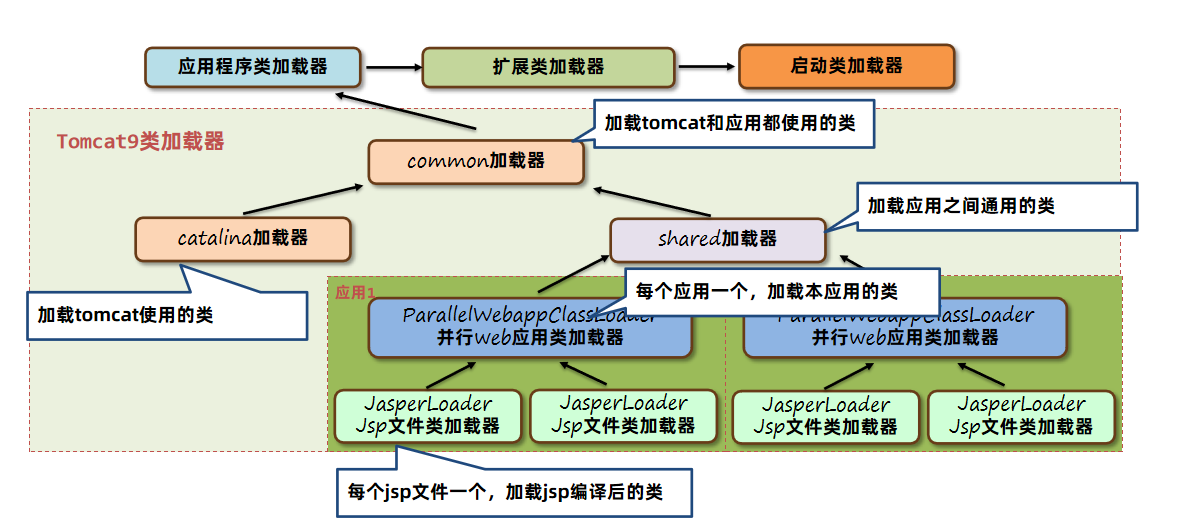 应用程序类加载器
扩展类加载器
启动类加载器
Tomcat9类加载器
加载tomcat和应用都使用的类
common加载器
加载应用之间通用的类
catalina加载器
shared加载器
加载tomcat使用的类
应用1
每个应用一个，加载本应用的类
ParallelWebappClassLoader
并行Web应用类加载器
ParallelWebappClassLoader
并行Web应用类加载器
JasperLoader
Jsp文件类加载器
JasperLoader
Jsp文件类加载器
JasperLoader
Jsp文件类加载器
JasperLoader
Jsp文件类加载器
每个jsp文件一个，加载jsp编译后的类